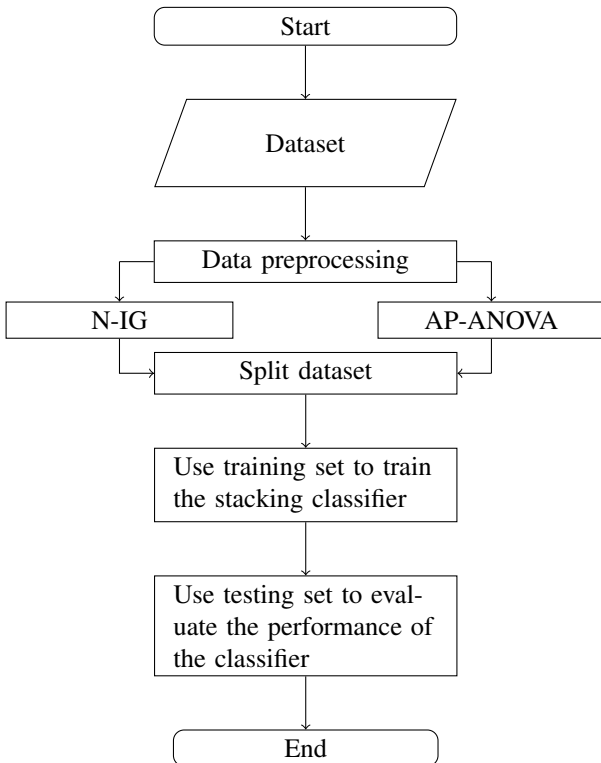 Start
Dataset
Data preprocessing
N-IG
AP-ANOVA
Split dataset
Use training set to train
the stacking classifier
Use testing set to eval-
uate the performance of
the classifier
End